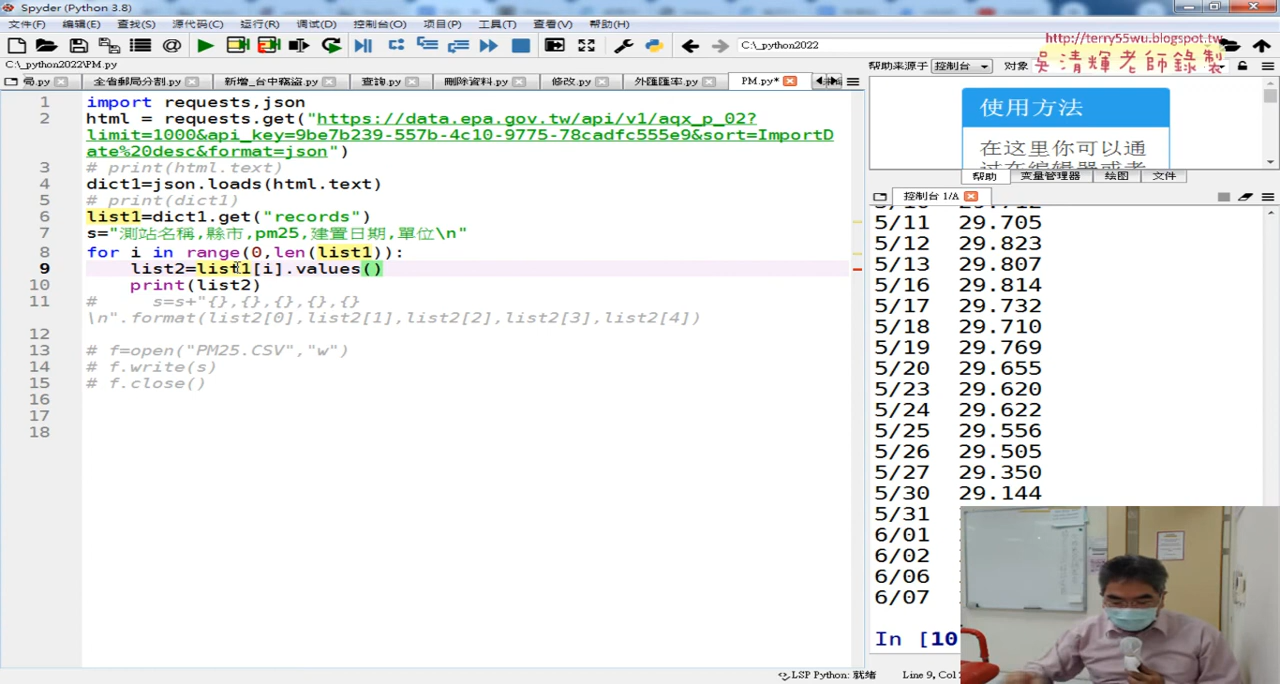 Spyder (Python 3.8)
文件(F) 编辑(E) 查找(S) 源代码(C) 运行(R) 调试(D) 控制台(O) 项目(P) 工具(T) 查看(V) 帮助(H)
C:\_python2022
http://terry55wu.blogspot.tw
吳清輝老師錄製
C:\_python2022\PM.py
帮助来源于 控制台 对象
局.py 全省郵局分割.py 新增_台中竊盜.py 查詢.py 刪除資料.py 修改.py 外匯匯率.py PM.py*
1 import requests,json
2 html = requests.get("https://data.epa.gov.tw/api/v1/aqx_p_02?
limit=1000&api_key=9be7b239-557b-4c10-9775-78cadfc555e9&sort=ImportD
ate%20desc&format=json")
3 # print(html.text)
4 dict1=json.loads(html.text)
5 # print(dict1)
6 list1=dict1.get("records")
7 s="測站名稱,縣市,pm25,建置日期,單位\n"
8 for i in range(0,len(list1)):
9 list2=list1[i].values()
10 print(list2)
11 # s=s+"{},{},{},{},{}
\n".format(list2[0],list2[1],list2[2],list2[3],list2[4])
12
13 # f=open("PM25.CSV","w")
14 # f.write(s)
15 # f.close()
16
17
18
使用方法
在这里你可以通
帮助 变量管理器 绘图 文件
控制台 1/A
5/11 29.705
5/12 29.823
5/13 29.807
5/16 29.814
5/17 29.732
5/18 29.710
5/19 29.769
5/20 29.655
5/23 29.620
5/24 29.622
5/25 29.556
5/26 29.505
5/27 29.350
5/30 29.144
5/31
6/01
6/02
6/06
6/07
In [10
LSP Python: 就绪 Line 9, Col